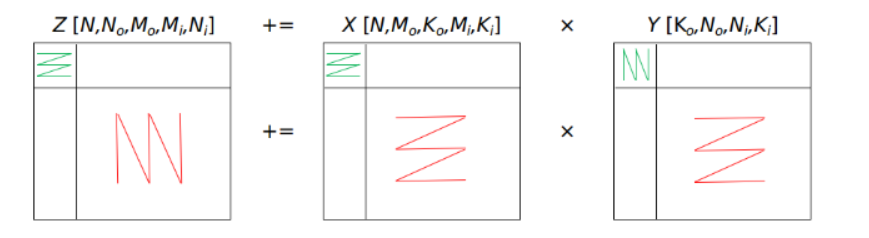 Z [N,Nₒ,Mₒ,Mᵢ,Nᵢ] += X [N,Mₒ,Kₒ,Mᵢ,Kᵢ] × Y [Kₒ,Nₒ,Nᵢ,Kᵢ]
+= ×